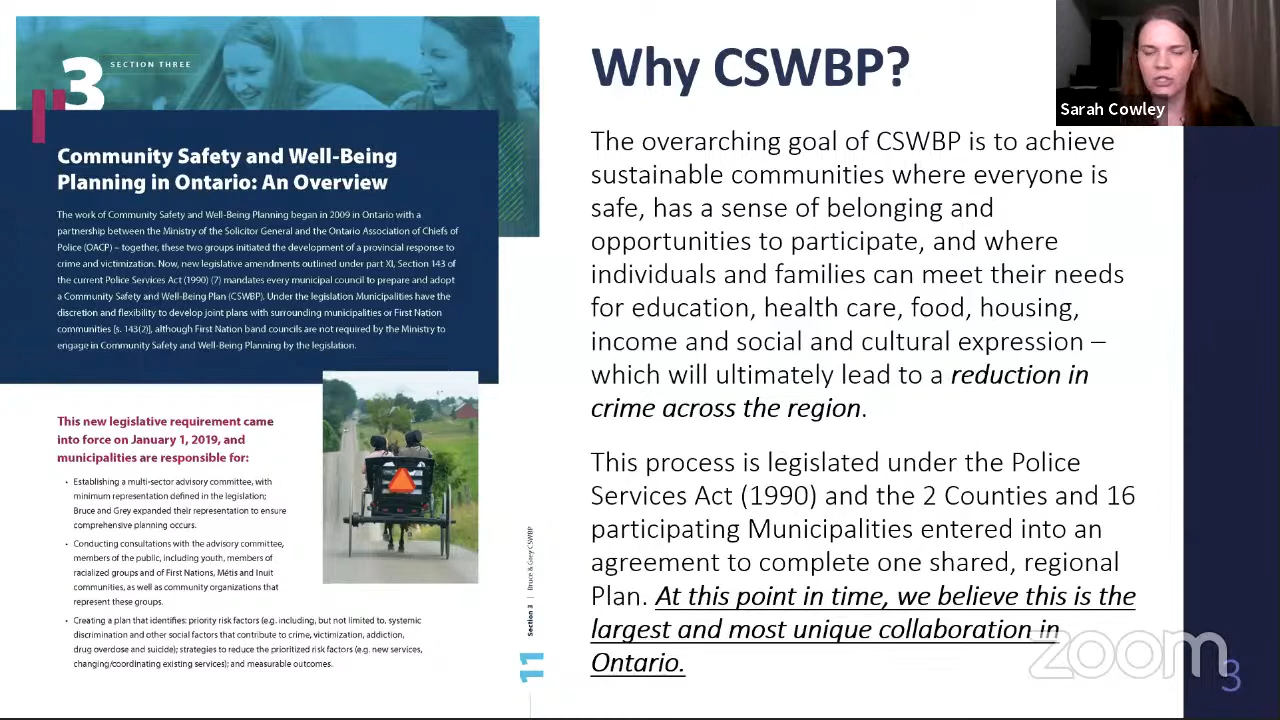 3
SECTION THREE
Community Safety and Well-Being
Planning in Ontario: An Overview
The work of Community Safety and Well-Being Planning began in 2009 in Ontario with a
partnership between the Ministry of the Solicitor General and the Ontario Association of Chiefs of
Police (OACP) – together, these two groups initiated the development of a provincial response to
crime and victimization. Now, new legislative amendments outlined under part XI, Section 143 of
the current Police Services Act (1990) (7) mandates every municipal council to prepare and adopt
a Community Safety and Well-Being Plan (CSWBP). Under the legislation Municipalities have the
discretion and flexibility to develop joint plans with surrounding municipalities or First Nation
communities [s. 143(2)], although First Nation band councils are not required by the Ministry to
engage in Community Safety and Well-Being Planning by the legislation.
This new legislative requirement came
into force on January 1, 2019, and
municipalities are responsible for:
• Establishing a multi-sector advisory committee, with
minimum representation defined in the legislation;
Bruce and Grey expanded their representation to ensure
comprehensive planning occurs.
• Conducting consultations with the advisory committee,
members of the public, including youth, members of
racialized groups and of First Nations, Métis and Inuit
communities, as well as community organizations that
represent these groups.
• Creating a plan that identifies: priority risk factors (e.g. including, but not limited to, systemic
discrimination and other social factors that contribute to crime, victimization, addiction,
drug overdose and suicide); strategies to reduce the prioritized risk factors (e.g. new services,
changing/coordinating existing services); and measurable outcomes.
11 Section 3 | Bruce & Grey CSWBP
Why CSWBP?
The overarching goal of CSWBP is to achieve
sustainable communities where everyone is
safe, has a sense of belonging and
opportunities to participate, and where
individuals and families can meet their needs
for education, health care, food, housing,
income and social and cultural expression –
which will ultimately lead to a reduction in
crime across the region.
This process is legislated under the Police
Services Act (1990) and the 2 Counties and 16
participating Municipalities entered into an
agreement to complete one shared, regional
Plan. At this point in time, we believe this is the
largest and most unique collaboration in
Ontario.
Sarah Cowley
zoom
3